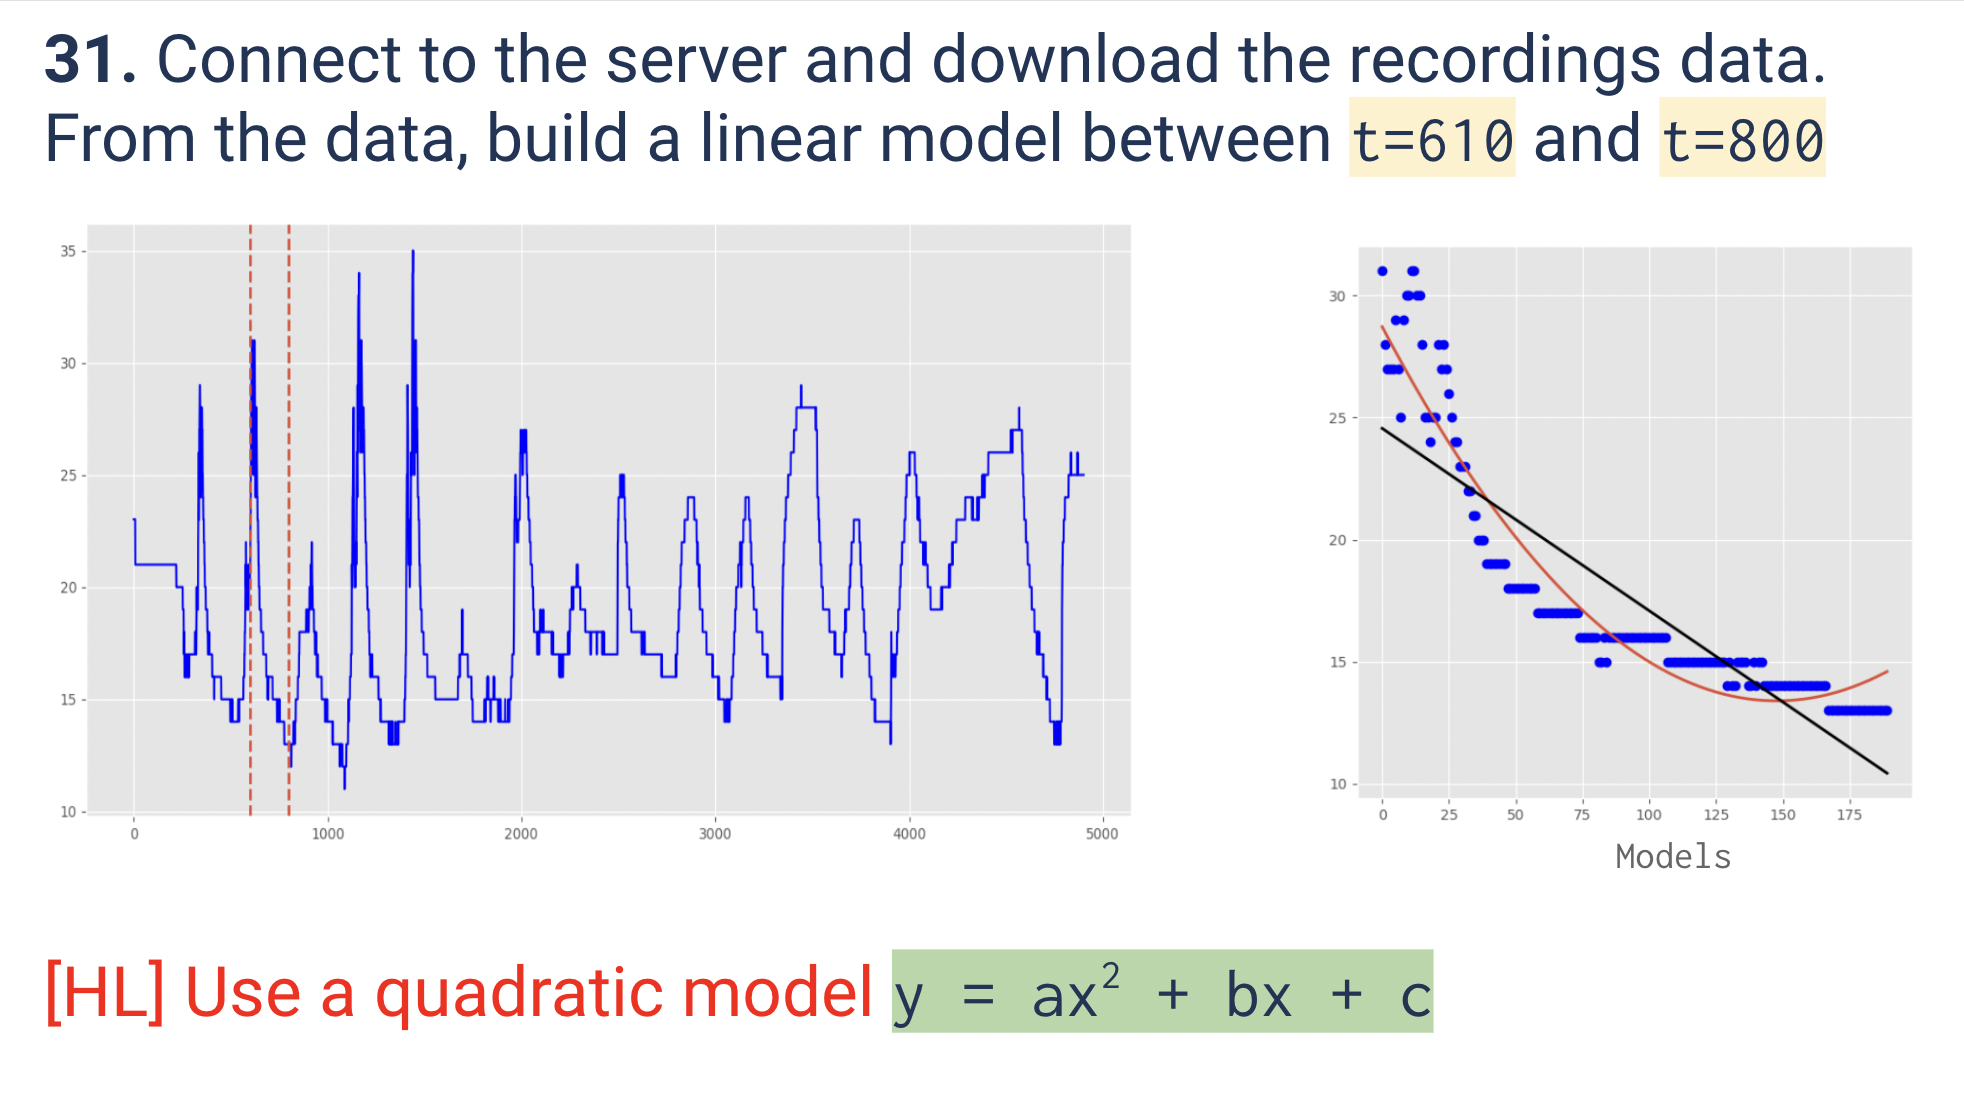 31. Connect to the server and download the recordings data.
From the data, build a linear model between t=610 and t=800
35
30
25
20
15
10
0 1000 2000 3000 4000 5000
30
25
20
15
10
0 25 50 75 100 125 150 175
Models
[HL] Use a quadratic model y = ax² + bx + c